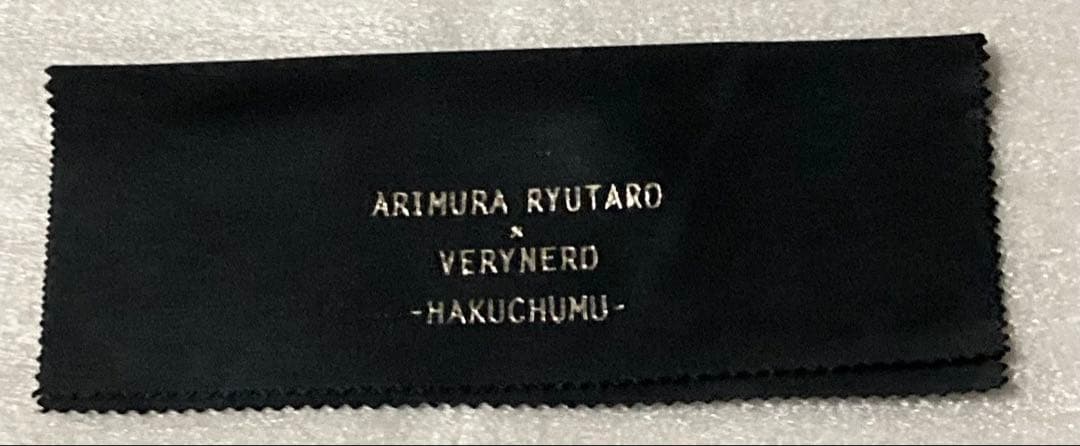 ARIMURA RYUTARO
×
VERYNERD
-HAKUCHUMU-